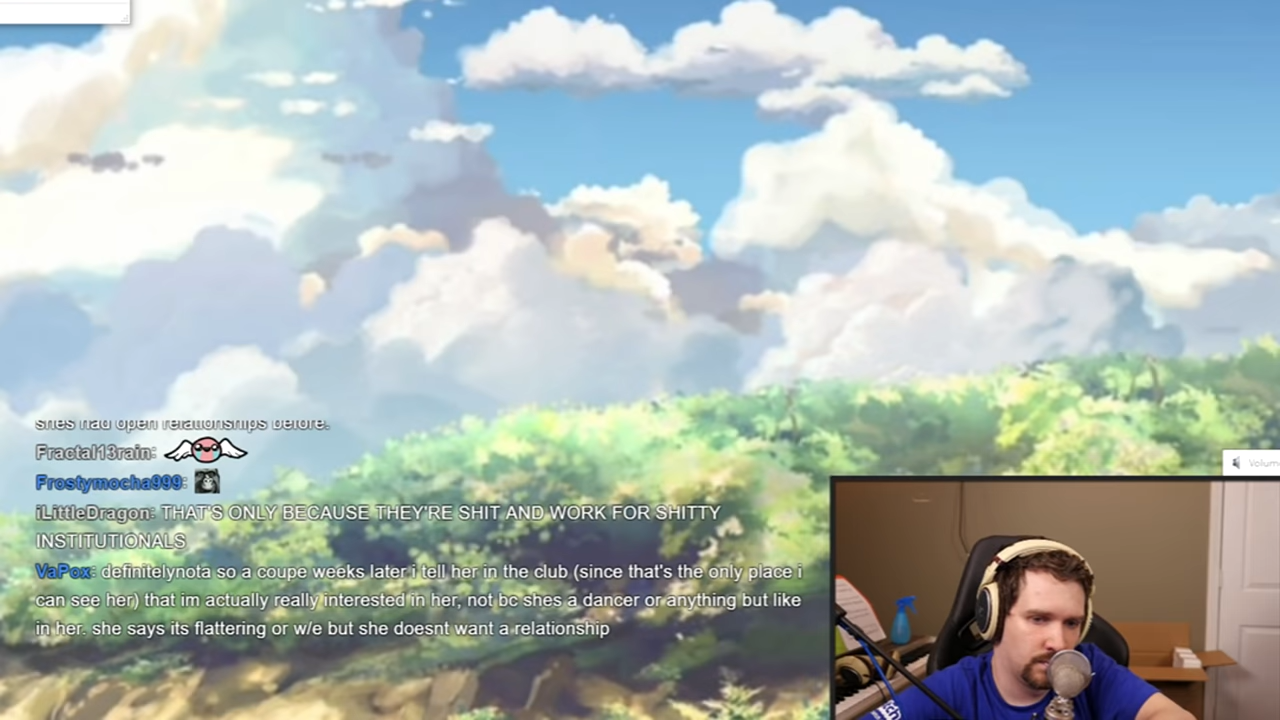 shes had open relationships before.
Fractal13rain:
Frostymocha999:
iLittleDragon: THAT'S ONLY BECAUSE THEY'RE SHIT AND WORK FOR SHITTY
INSTITUTIONALS
VaPox: definitelynota so a coupe weeks later i tell her in the club (since that's the only place i
can see her) that im actually really interested in her, not bc shes a dancer or anything but like
in her. she says its flattering or w/e but she doesnt want a relationship
Volum